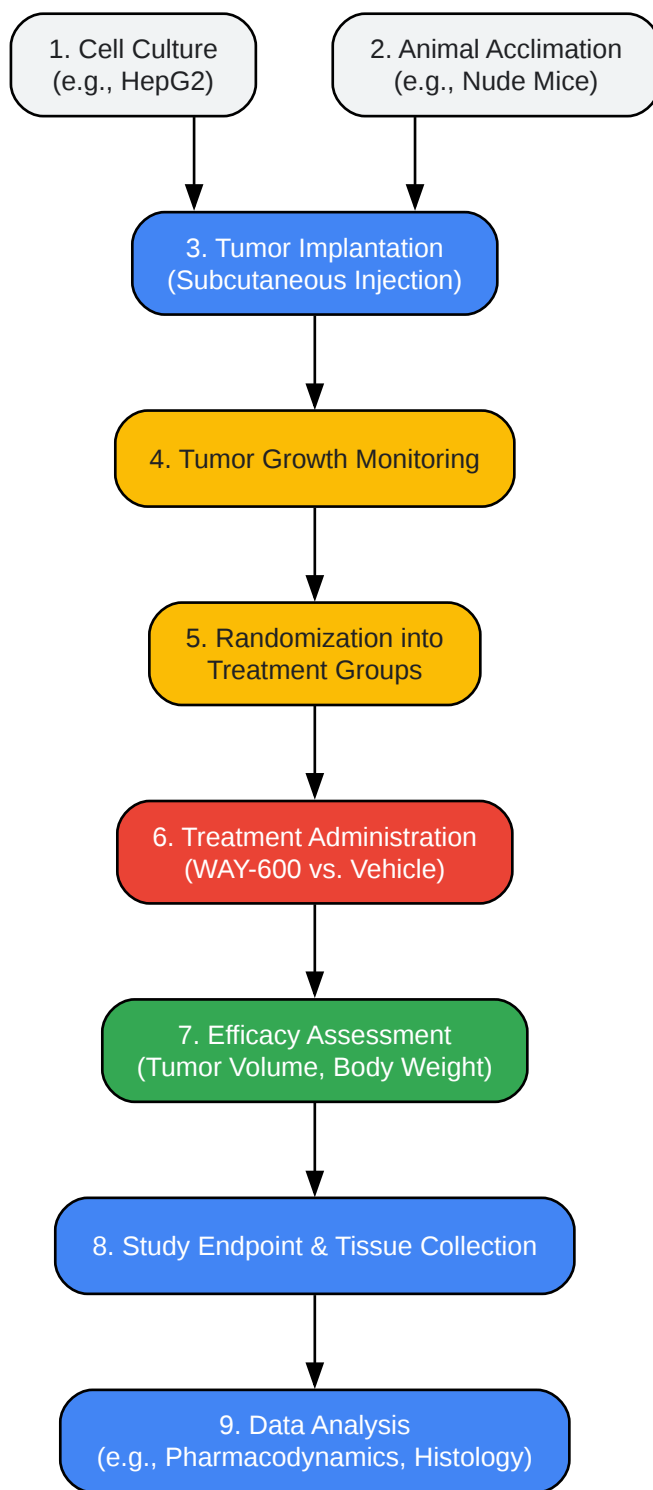 1. Cell Culture
(e.g., HepG2)
2. Animal Acclimation
(e.g., Nude Mice)
3. Tumor Implantation
(Subcutaneous Injection)
4. Tumor Growth Monitoring
5. Randomization into
Treatment Groups
6. Treatment Administration
(WAY-600 vs. Vehicle)
7. Efficacy Assessment
(Tumor Volume, Body Weight)
8. Study Endpoint & Tissue Collection
9. Data Analysis
(e.g., Pharmacodynamics, Histology)